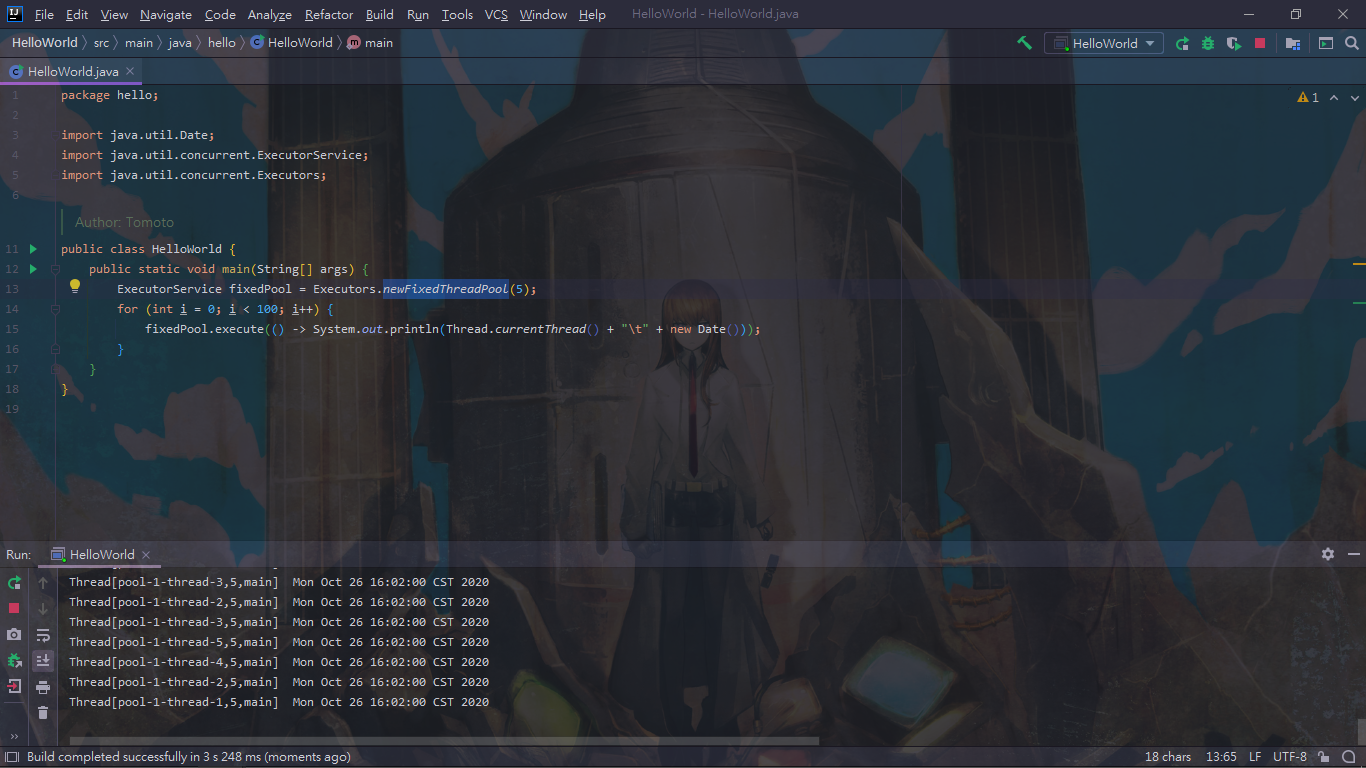 File Edit View Navigate Code Analyze Refactor Build Run Tools VCS Window Help HelloWorld - HelloWorld.java
HelloWorld src main java hello HelloWorld main HelloWorld
HelloWorld.java
1 package hello;
2
3 import java.util.Date;
4 import java.util.concurrent.ExecutorService;
5 import java.util.concurrent.Executors;
6
Author: Tomoto
11 public class HelloWorld {
12 public static void main(String[] args) {
13 ExecutorService fixedPool = Executors.newFixedThreadPool(5);
14 for (int i = 0; i < 100; i++) {
15 fixedPool.execute(() -> System.out.println(Thread.currentThread() + "\t" + new Date()));
16 }
17 }
18 }
19
1
Run: HelloWorld
Thread[pool-1-thread-3,5,main] Mon Oct 26 16:02:00 CST 2020
Thread[pool-1-thread-2,5,main] Mon Oct 26 16:02:00 CST 2020
Thread[pool-1-thread-3,5,main] Mon Oct 26 16:02:00 CST 2020
Thread[pool-1-thread-5,5,main] Mon Oct 26 16:02:00 CST 2020
Thread[pool-1-thread-4,5,main] Mon Oct 26 16:02:00 CST 2020
Thread[pool-1-thread-2,5,main] Mon Oct 26 16:02:00 CST 2020
Thread[pool-1-thread-1,5,main] Mon Oct 26 16:02:00 CST 2020
Build completed successfully in 3 s 248 ms (moments ago) 18 chars 13:65 LF UTF-8